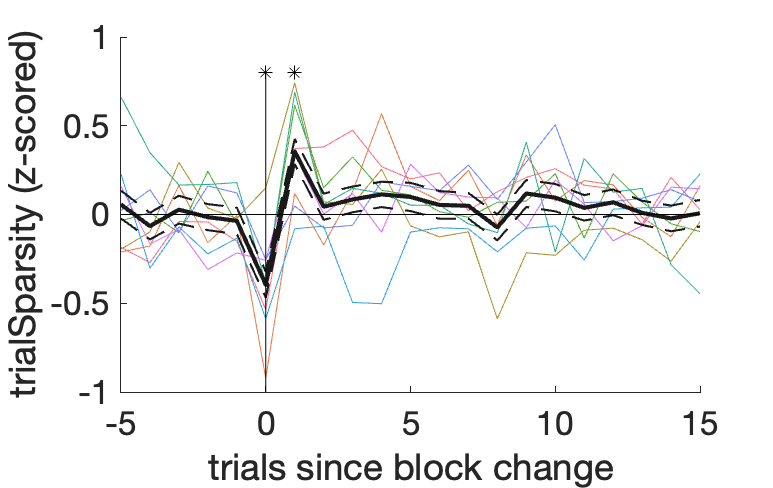 trialSparsity (z-scored)
1
0.5
0
-0.5
-1
* *
-5 0 5 10 15
trials since block change